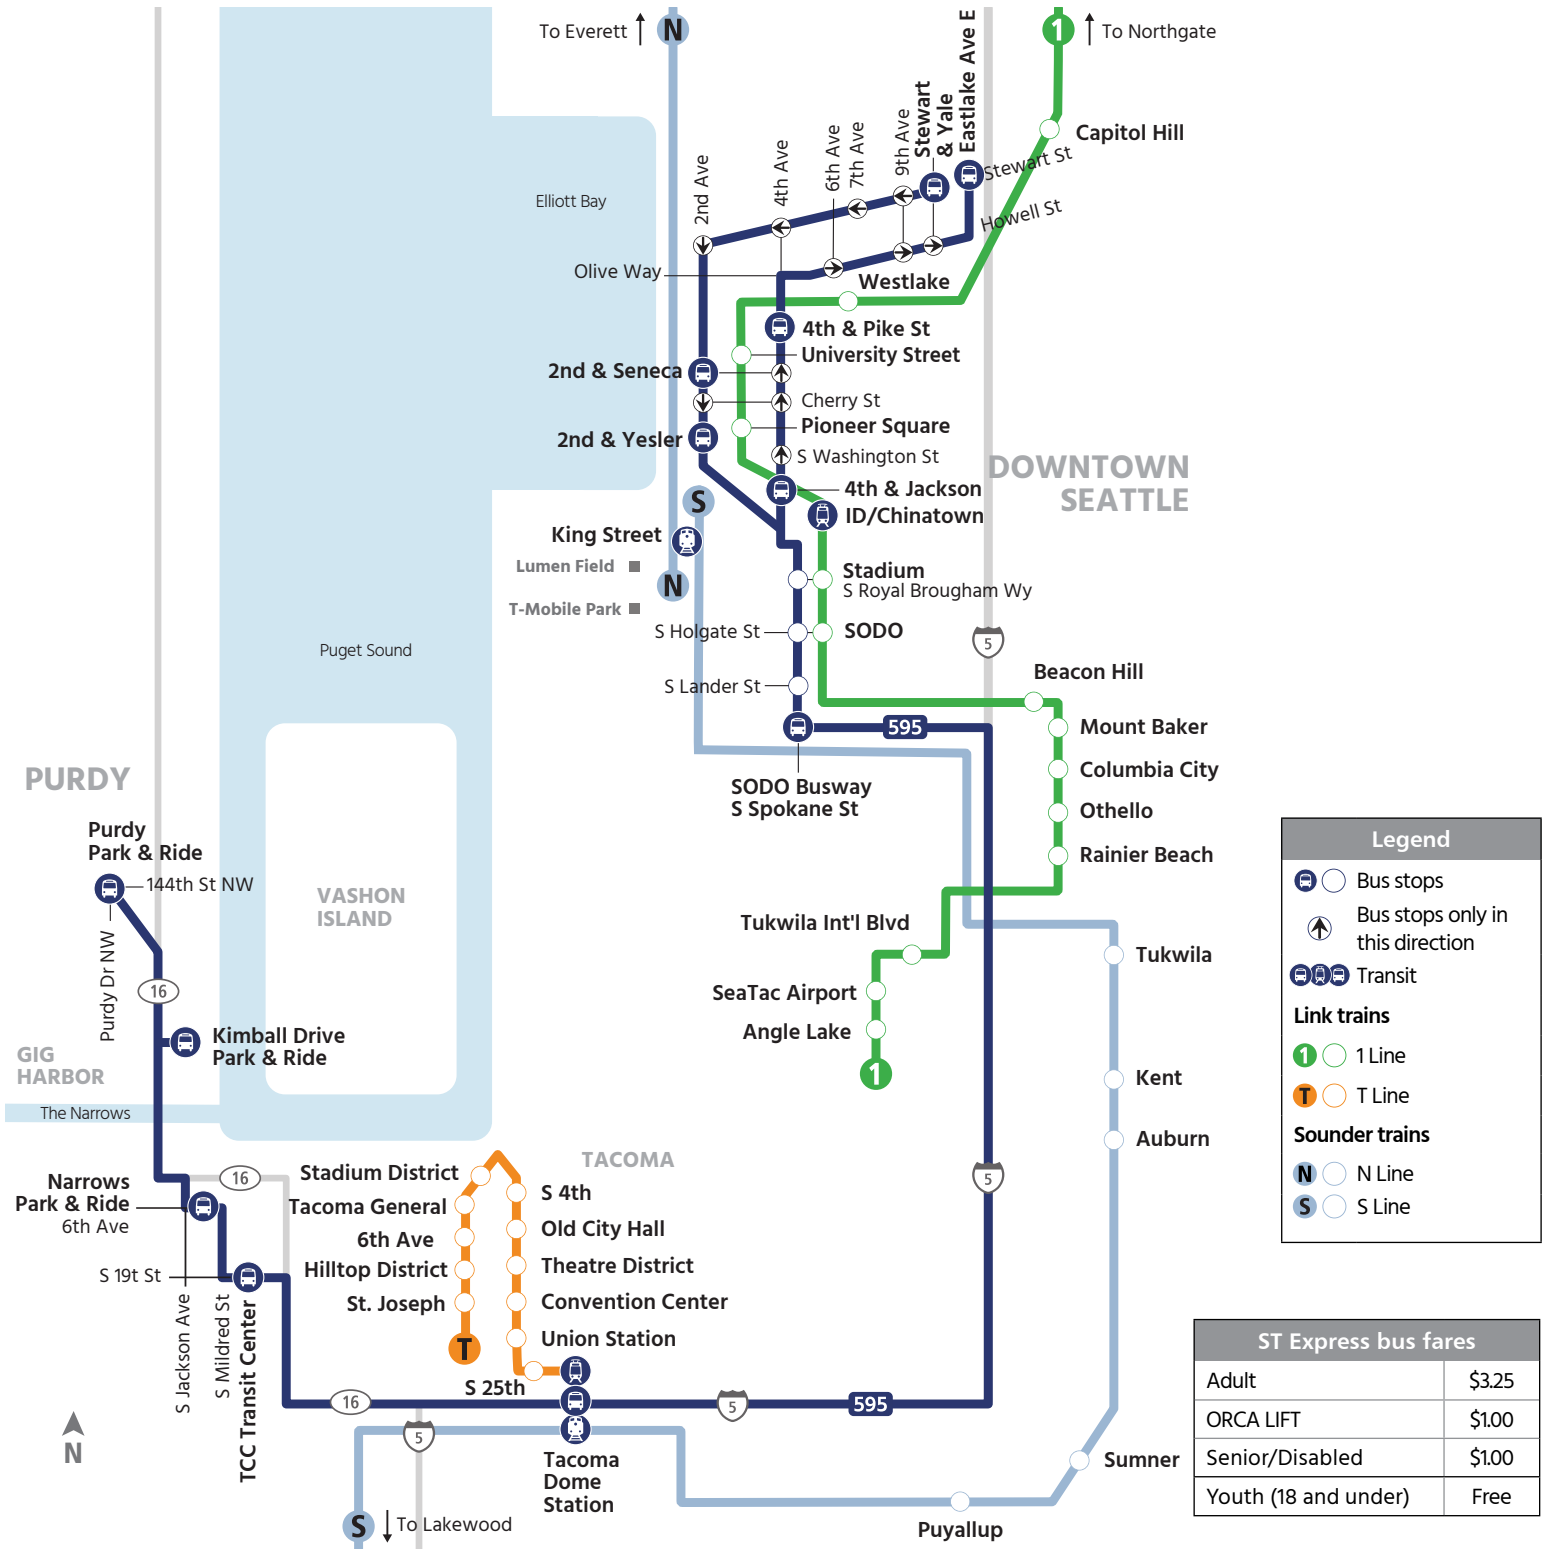 To Everett
N
1
To Northgate
Capitol Hill
Stewart St
Howell St
2nd Ave
4th Ave
6th Ave
7th Ave
9th Ave
Stewart
& Yale
Eastlake Ave E
Elliott Bay
Olive Way
Westlake
4th & Pike St
University Street
2nd & Seneca
Cherry St
Pioneer Square
2nd & Yesler
S Washington St
DOWNTOWN
SEATTLE
4th & Jackson
ID/Chinatown
S
King Street
Lumen Field
N
T-Mobile Park
Stadium
S Royal Brougham Wy
S Holgate St
SODO
5
Puget Sound
Beacon Hill
S Lander St
595
Mount Baker
Columbia City
SODO Busway
S Spokane St
Othello
Rainier Beach
PURDY
Purdy
Park & Ride
144th St NW
Purdy Dr NW
VASHON
ISLAND
Tukwila Int'l Blvd
Tukwila
SeaTac Airport
Angle Lake
1
16
Kimball Drive
Park & Ride
GIG
HARBOR
The Narrows
Kent
Auburn
Narrows
Park & Ride
6th Ave
16
S 19t St
S Jackson Ave
S Mildred St
TCC Transit Center
TACOMA
Stadium District
Tacoma General
6th Ave
Hilltop District
St. Joseph
T
S 4th
Old City Hall
Theatre District
Convention Center
Union Station
S 25th
5
16
5
595
5
Tacoma
Dome
Station
S
To Lakewood
Sumner
Puyallup
N
Legend
Bus stops
Bus stops only in
this direction
Transit
Link trains
1 1 Line
T T Line
Sounder trains
N N Line
S S Line
ST Express bus fares
Adult $3.25
ORCA LIFT $1.00
Senior/Disabled $1.00
Youth (18 and under) Free